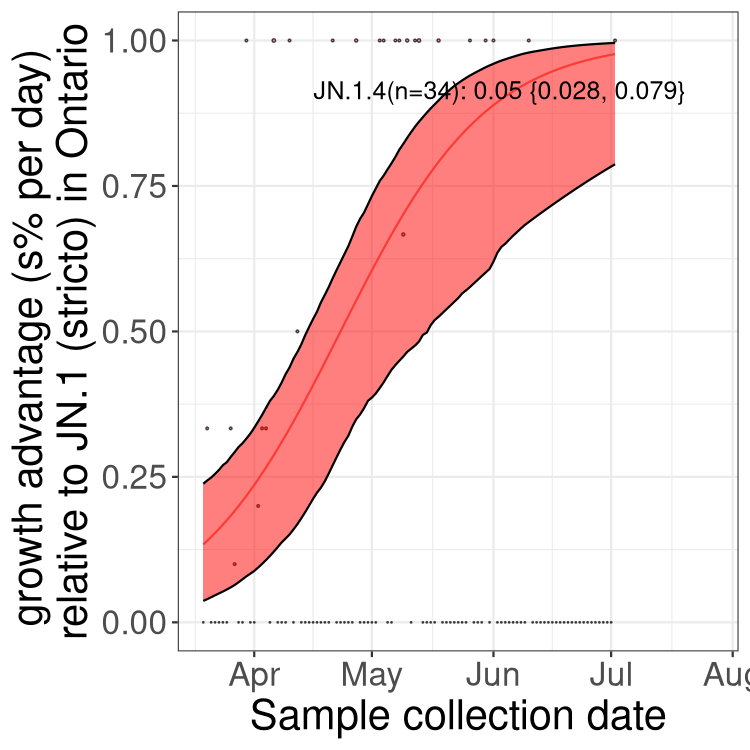 growth advantage (s% per day)
relative to JN.1 (stricto) in Ontario
1.00
0.75
0.50
0.25
0.00
JN.1.4(n=34): 0.05 {0.028, 0.079}
Apr May Jun Jul Aug
Sample collection date